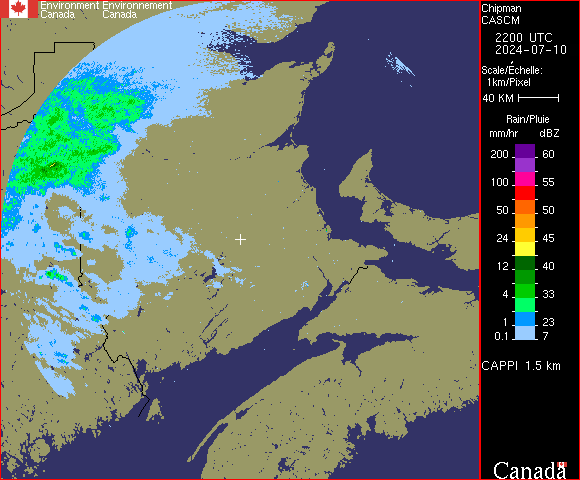 Environment Environnement
Canada Canada
Chipman
CASCM
2200 UTC
2024-07-10
Scale/Échelle:
1km/Pixel
40 KM
Rain/Pluie
mm/hr dBZ
200 60
55
100 55
50 50
24 45
12 40
4 33
1 23
0.1 7
CAPPI 1.5 km
Canada